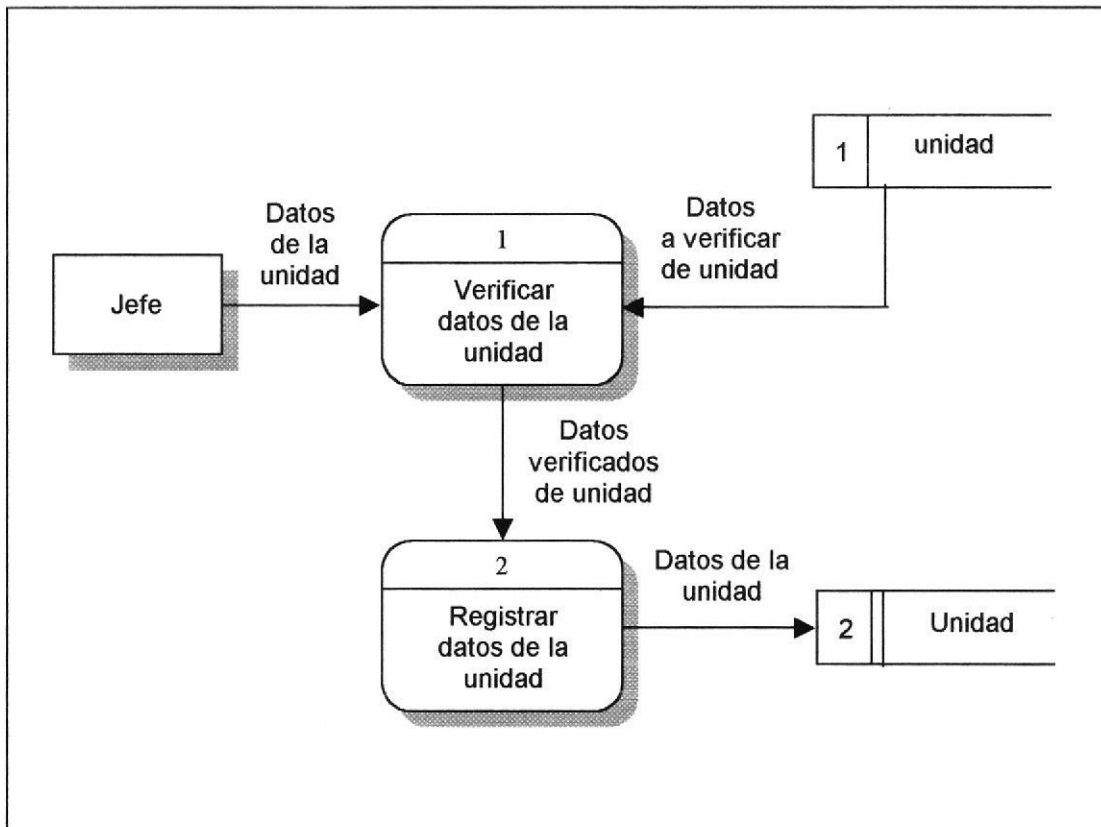 1
unidad
Datos
de la
unidad
Datos
a verificar
de unidad
1
Verificar
datos de la
unidad
Jefe
Datos
verificados
de unidad
2
Registrar
datos de la
unidad
Datos de la
unidad
2
Unidad